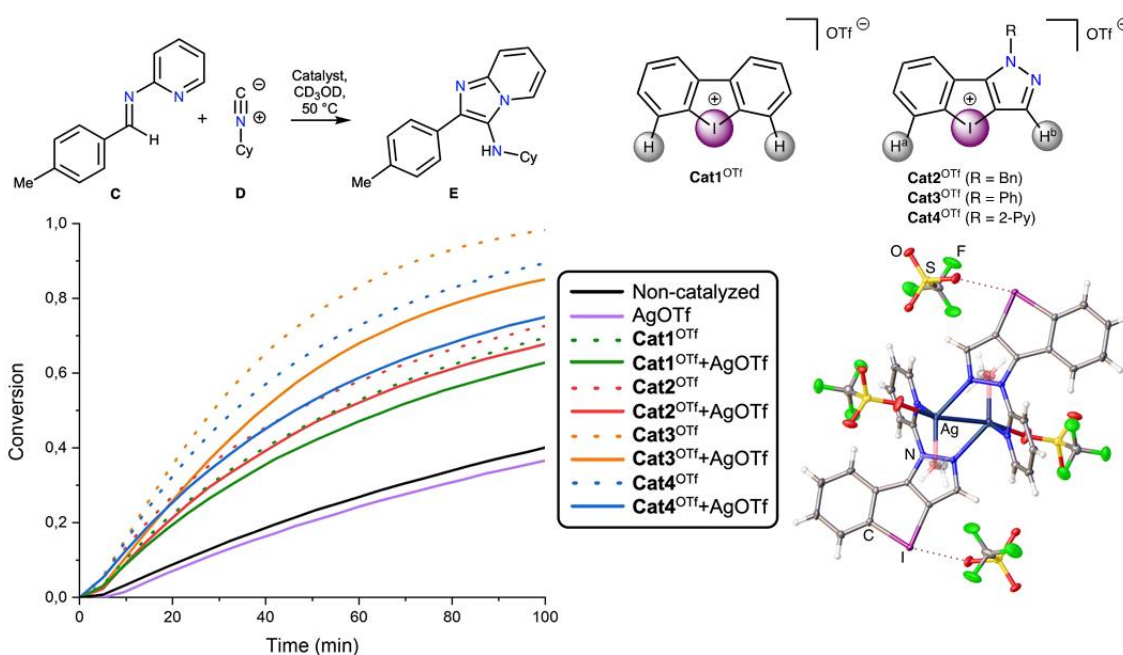 N
N
H
Me
C
+
C
⊖
N
⊕
Cy
D
Catalyst,
CD₃OD,
50 °C
N
N
HN
Cy
Me
E
OTf⊖
⊕
I
H
H
Cat1ᴼᵀᶠ
R
OTf⊖
N
N
⊕
I
Hᵃ
Hᵇ
Cat2ᴼᵀᶠ (R = Bn)
Cat3ᴼᵀᶠ (R = Ph)
Cat4ᴼᵀᶠ (R = 2-Py)
1,0
0,8
0,6
0,4
0,2
0,0
Conversion
0
20
40
60
80
100
Time (min)
Non-catalyzed
AgOTf
Cat1ᴼᵀᶠ
Cat1ᴼᵀᶠ+AgOTf
Cat2ᴼᵀᶠ
Cat2ᴼᵀᶠ+AgOTf
Cat3ᴼᵀᶠ
Cat3ᴼᵀᶠ+AgOTf
Cat4ᴼᵀᶠ
Cat4ᴼᵀᶠ+AgOTf
O
S
F
Ag
N
C
I